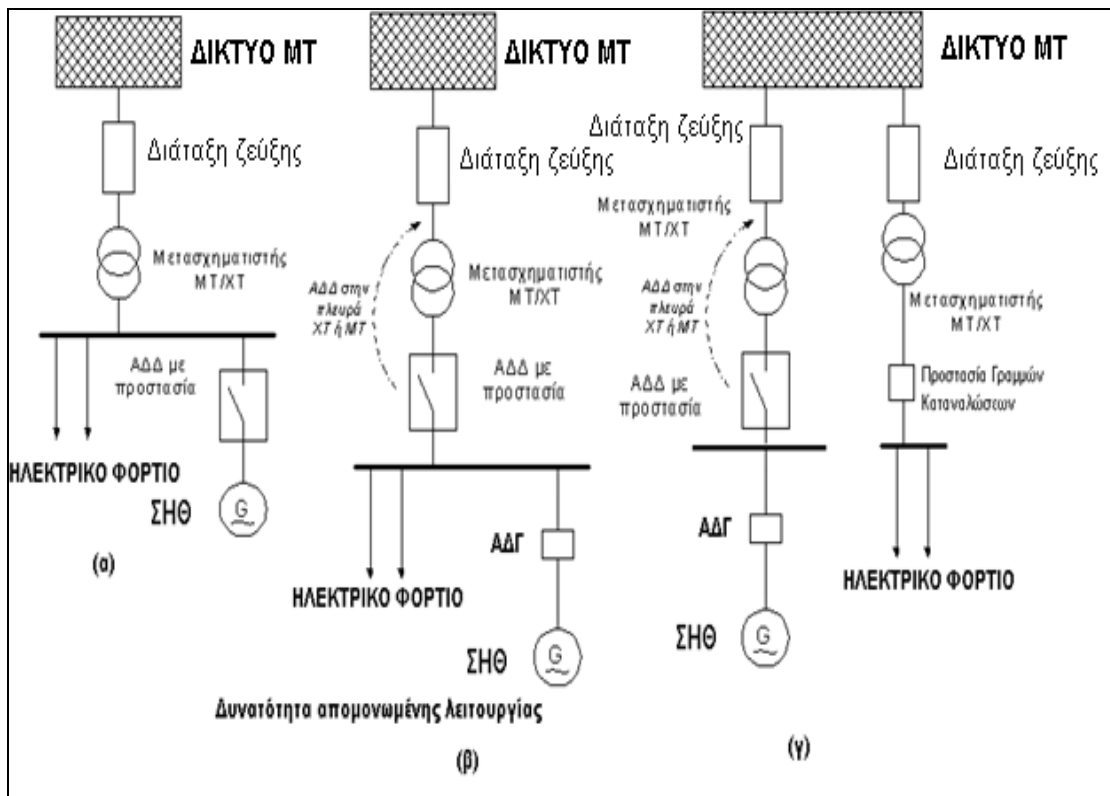 ΔΙΚΤΥΟ ΜΤ
Διάταξη ζεύξης
Μετασχηματιστής
ΜΤ/ΧΤ
ΑΔΔ με
προστασία
ΗΛΕΚΤΡΙΚΟ ΦΟΡΤΙΟ
ΣΗΘ
G
(α)
ΔΙΚΤΥΟ ΜΤ
Διάταξη ζεύξης
ΑΔΔ στην
πλευρά
ΧΤ ή ΜΤ
Μετασχηματιστής
ΜΤ/ΧΤ
ΑΔΔ με
προστασία
ΑΔΓ
ΗΛΕΚΤΡΙΚΟ ΦΟΡΤΙΟ
ΣΗΘ
G
Δυνατότητα απομονωμένης λειτουργίας
(β)
ΔΙΚΤΥΟ ΜΤ
Διάταξη ζεύξης
Μετασχηματιστής
ΜΤ/ΧΤ
ΑΔΔ στην
πλευρά
ΧΤ ή ΜΤ
ΑΔΔ με
προστασία
ΑΔΓ
ΣΗΘ
G
Διάταξη ζεύξης
Μετασχηματιστής
ΜΤ/ΧΤ
Προστασία Γραμμών
Καταναλώσεων
ΗΛΕΚΤΡΙΚΟ ΦΟΡΤΙΟ
(γ)